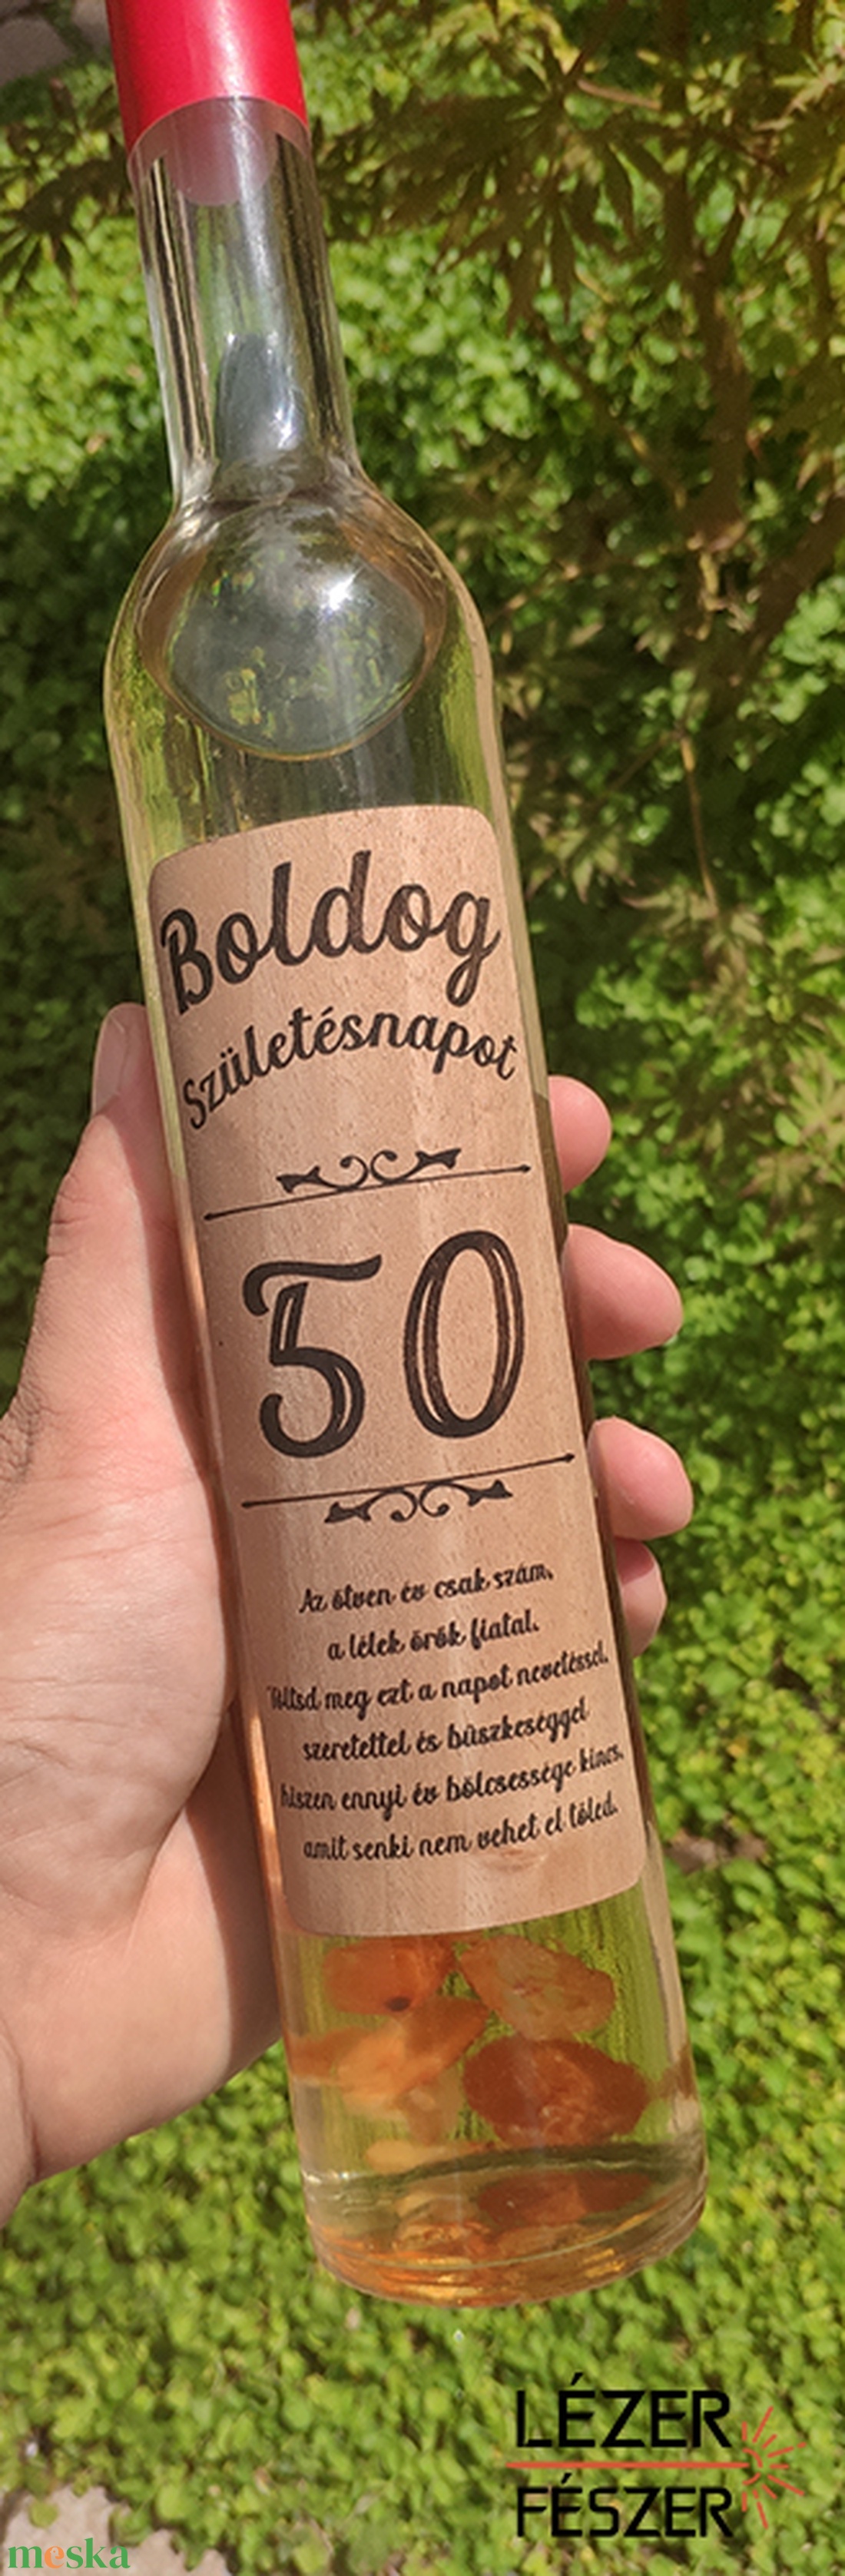 Boldog
Születésnapot
50
Az ötven év csak szám,
a lélek örök fiatal.
Töltsd meg ezt a napot nevetéssel,
szeretettel és büszkeséggel
hiszen ennyi év bölcsessége kincs,
amit senki nem vehet el tőled.
LÉZER
FÉSZER
meska